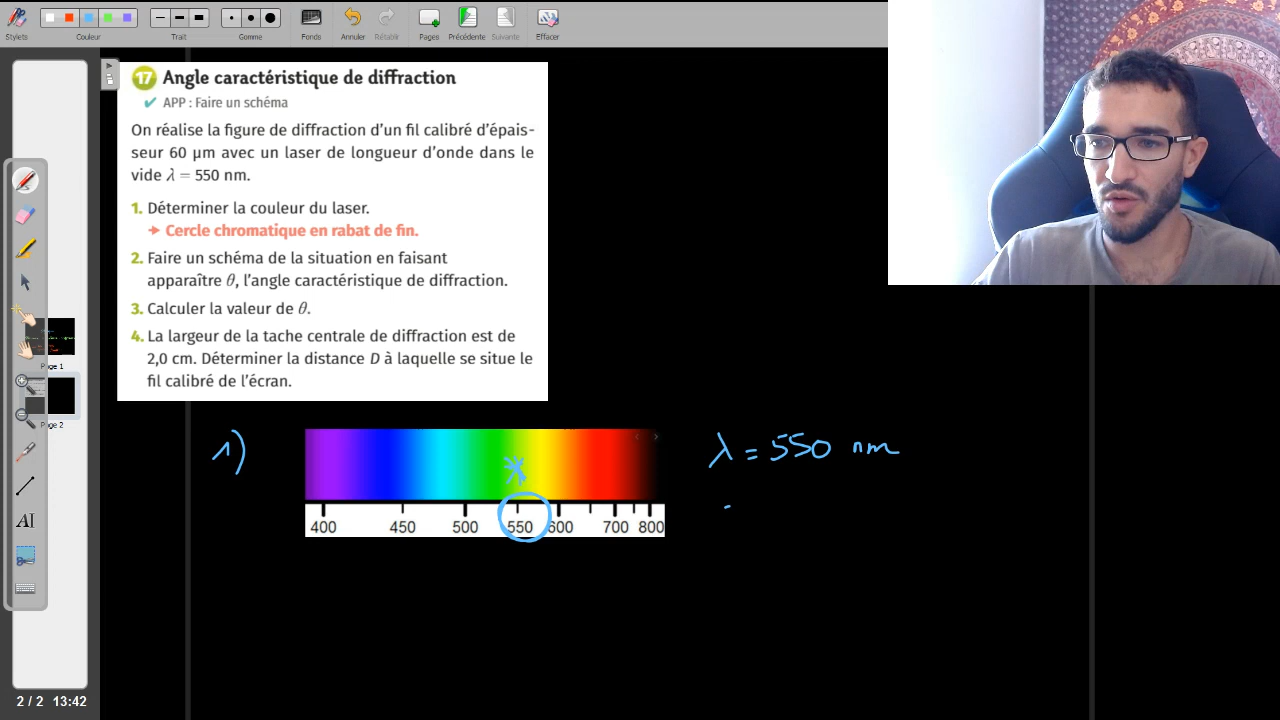 Stylets Couleur Trait Gomme Fonds Annuler Rétablir Pages Précédente Suivante Effacer
17 Angle caractéristique de diffraction
✔ APP : Faire un schéma
On réalise la figure de diffraction d'un fil calibré d'épais-
seur 60 µm avec un laser de longueur d'onde dans le
vide λ = 550 nm.
1. Déterminer la couleur du laser.
➜ Cercle chromatique en rabat de fin.
2. Faire un schéma de la situation en faisant
apparaître θ, l'angle caractéristique de diffraction.
3. Calculer la valeur de θ.
4. La largeur de la tache centrale de diffraction est de
2,0 cm. Déterminer la distance D à laquelle se situe le
fil calibré de l'écran.
Page 1
Page 2
AI
1)
λ = 550 nm
400 450 500 550 600 700 800
2 / 2 13:42